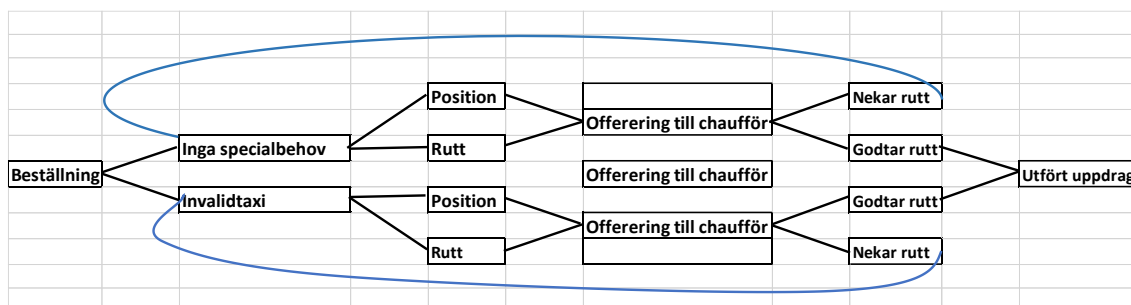 Position
Nekar rutt
Offerering till chaufför
Inga specialbehov
Rutt
Godtar rutt
Beställning
Offerering till chaufför
Utfört uppdrag
Invalidtaxi
Position
Godtar rutt
Offerering till chaufför
Rutt
Nekar rutt